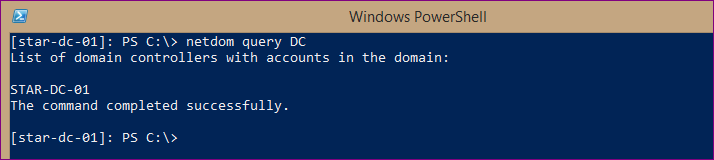 Windows PowerShell
[star-dc-01]: PS C:\> netdom query DC
List of domain controllers with accounts in the domain:
STAR-DC-01
The command completed successfully.
[star-dc-01]: PS C:\>